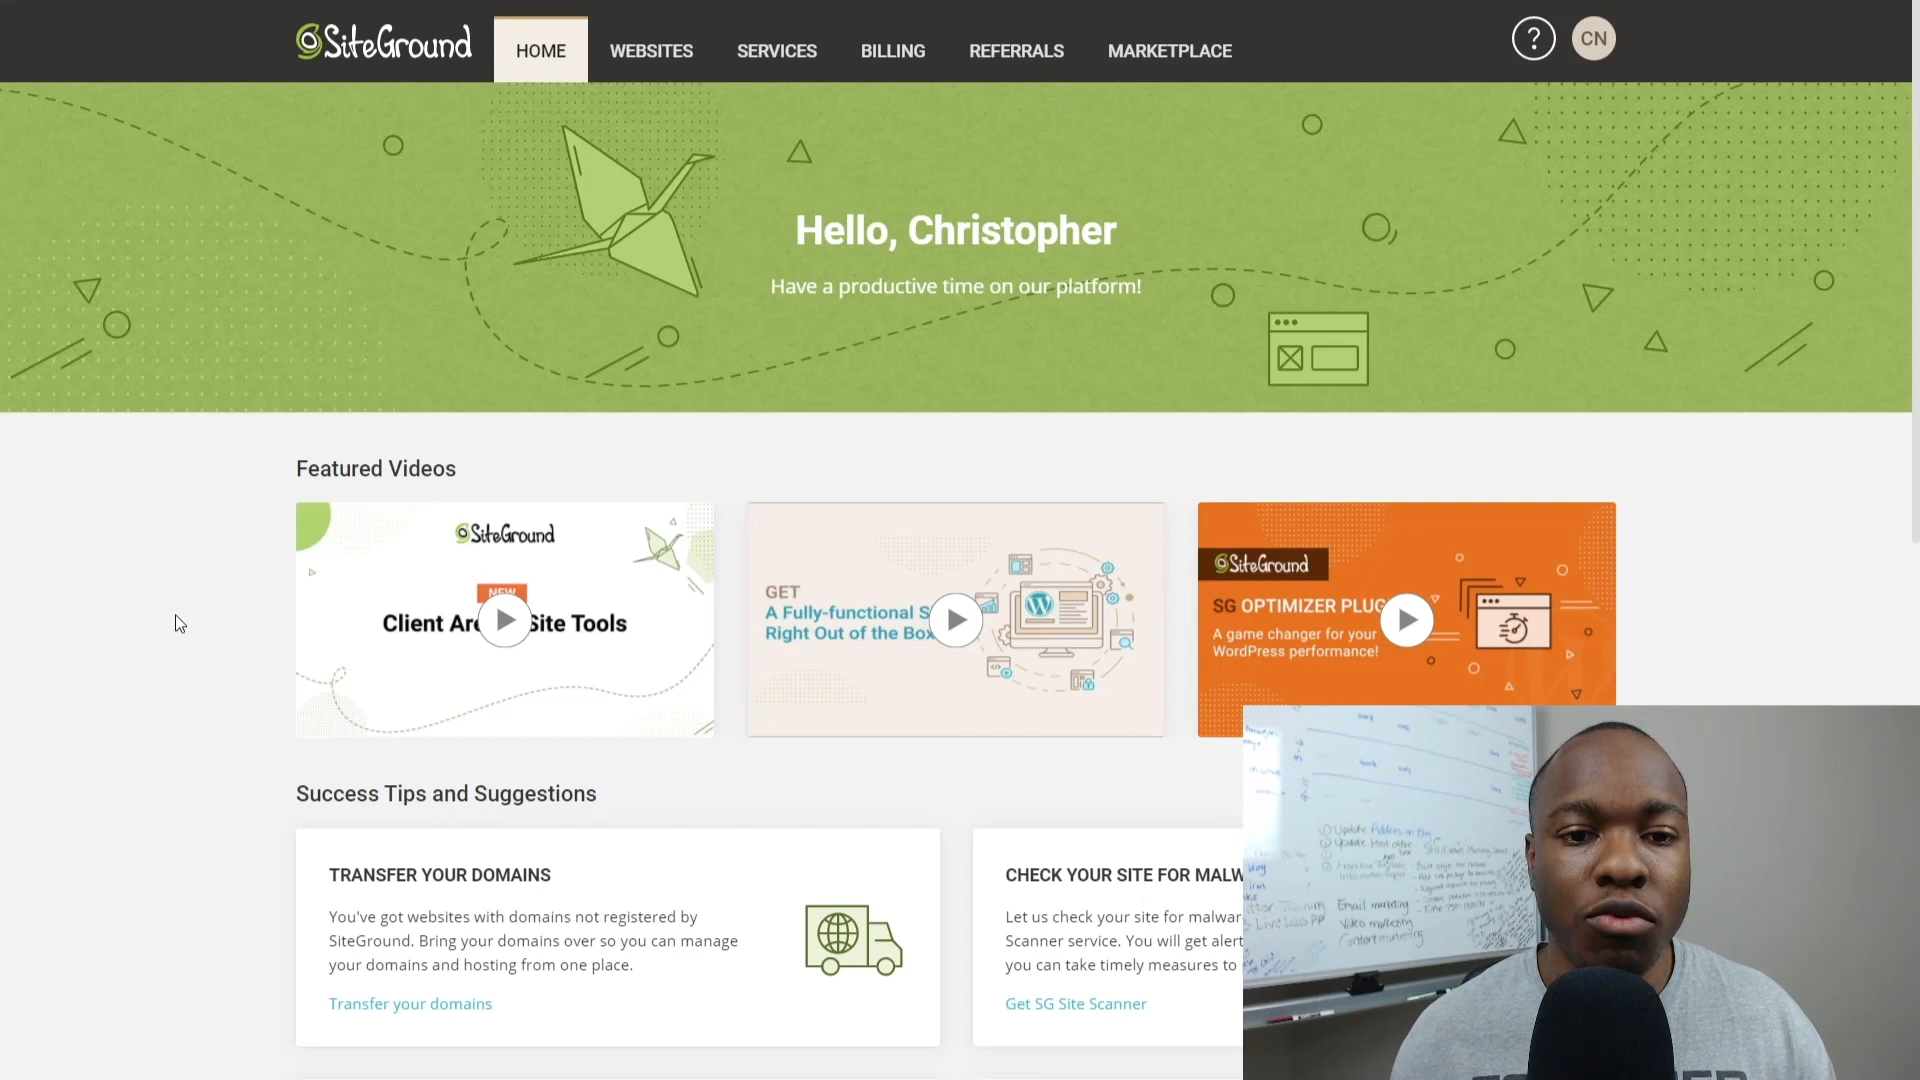 SiteGround
HOME
WEBSITES
SERVICES
BILLING
REFERRALS
MARKETPLACE
?
CN
Hello, Christopher
Have a productive time on our platform!
Featured Videos
SiteGround
NEW
Client Are
Site Tools
GET
A Fully-functional S
Right Out of the Box
SiteGround
SG OPTIMIZER PLUG
A game changer for your
WordPress performance!
Success Tips and Suggestions
TRANSFER YOUR DOMAINS
You've got websites with domains not registered by
SiteGround. Bring your domains over so you can manage
your domains and hosting from one place.
Transfer your domains
CHECK YOUR SITE FOR MALW
Let us check your site for malwar
Scanner service. You will get alert
you can take timely measures to
Get SG Site Scanner
Email marketing
Video marketing
Content marketing